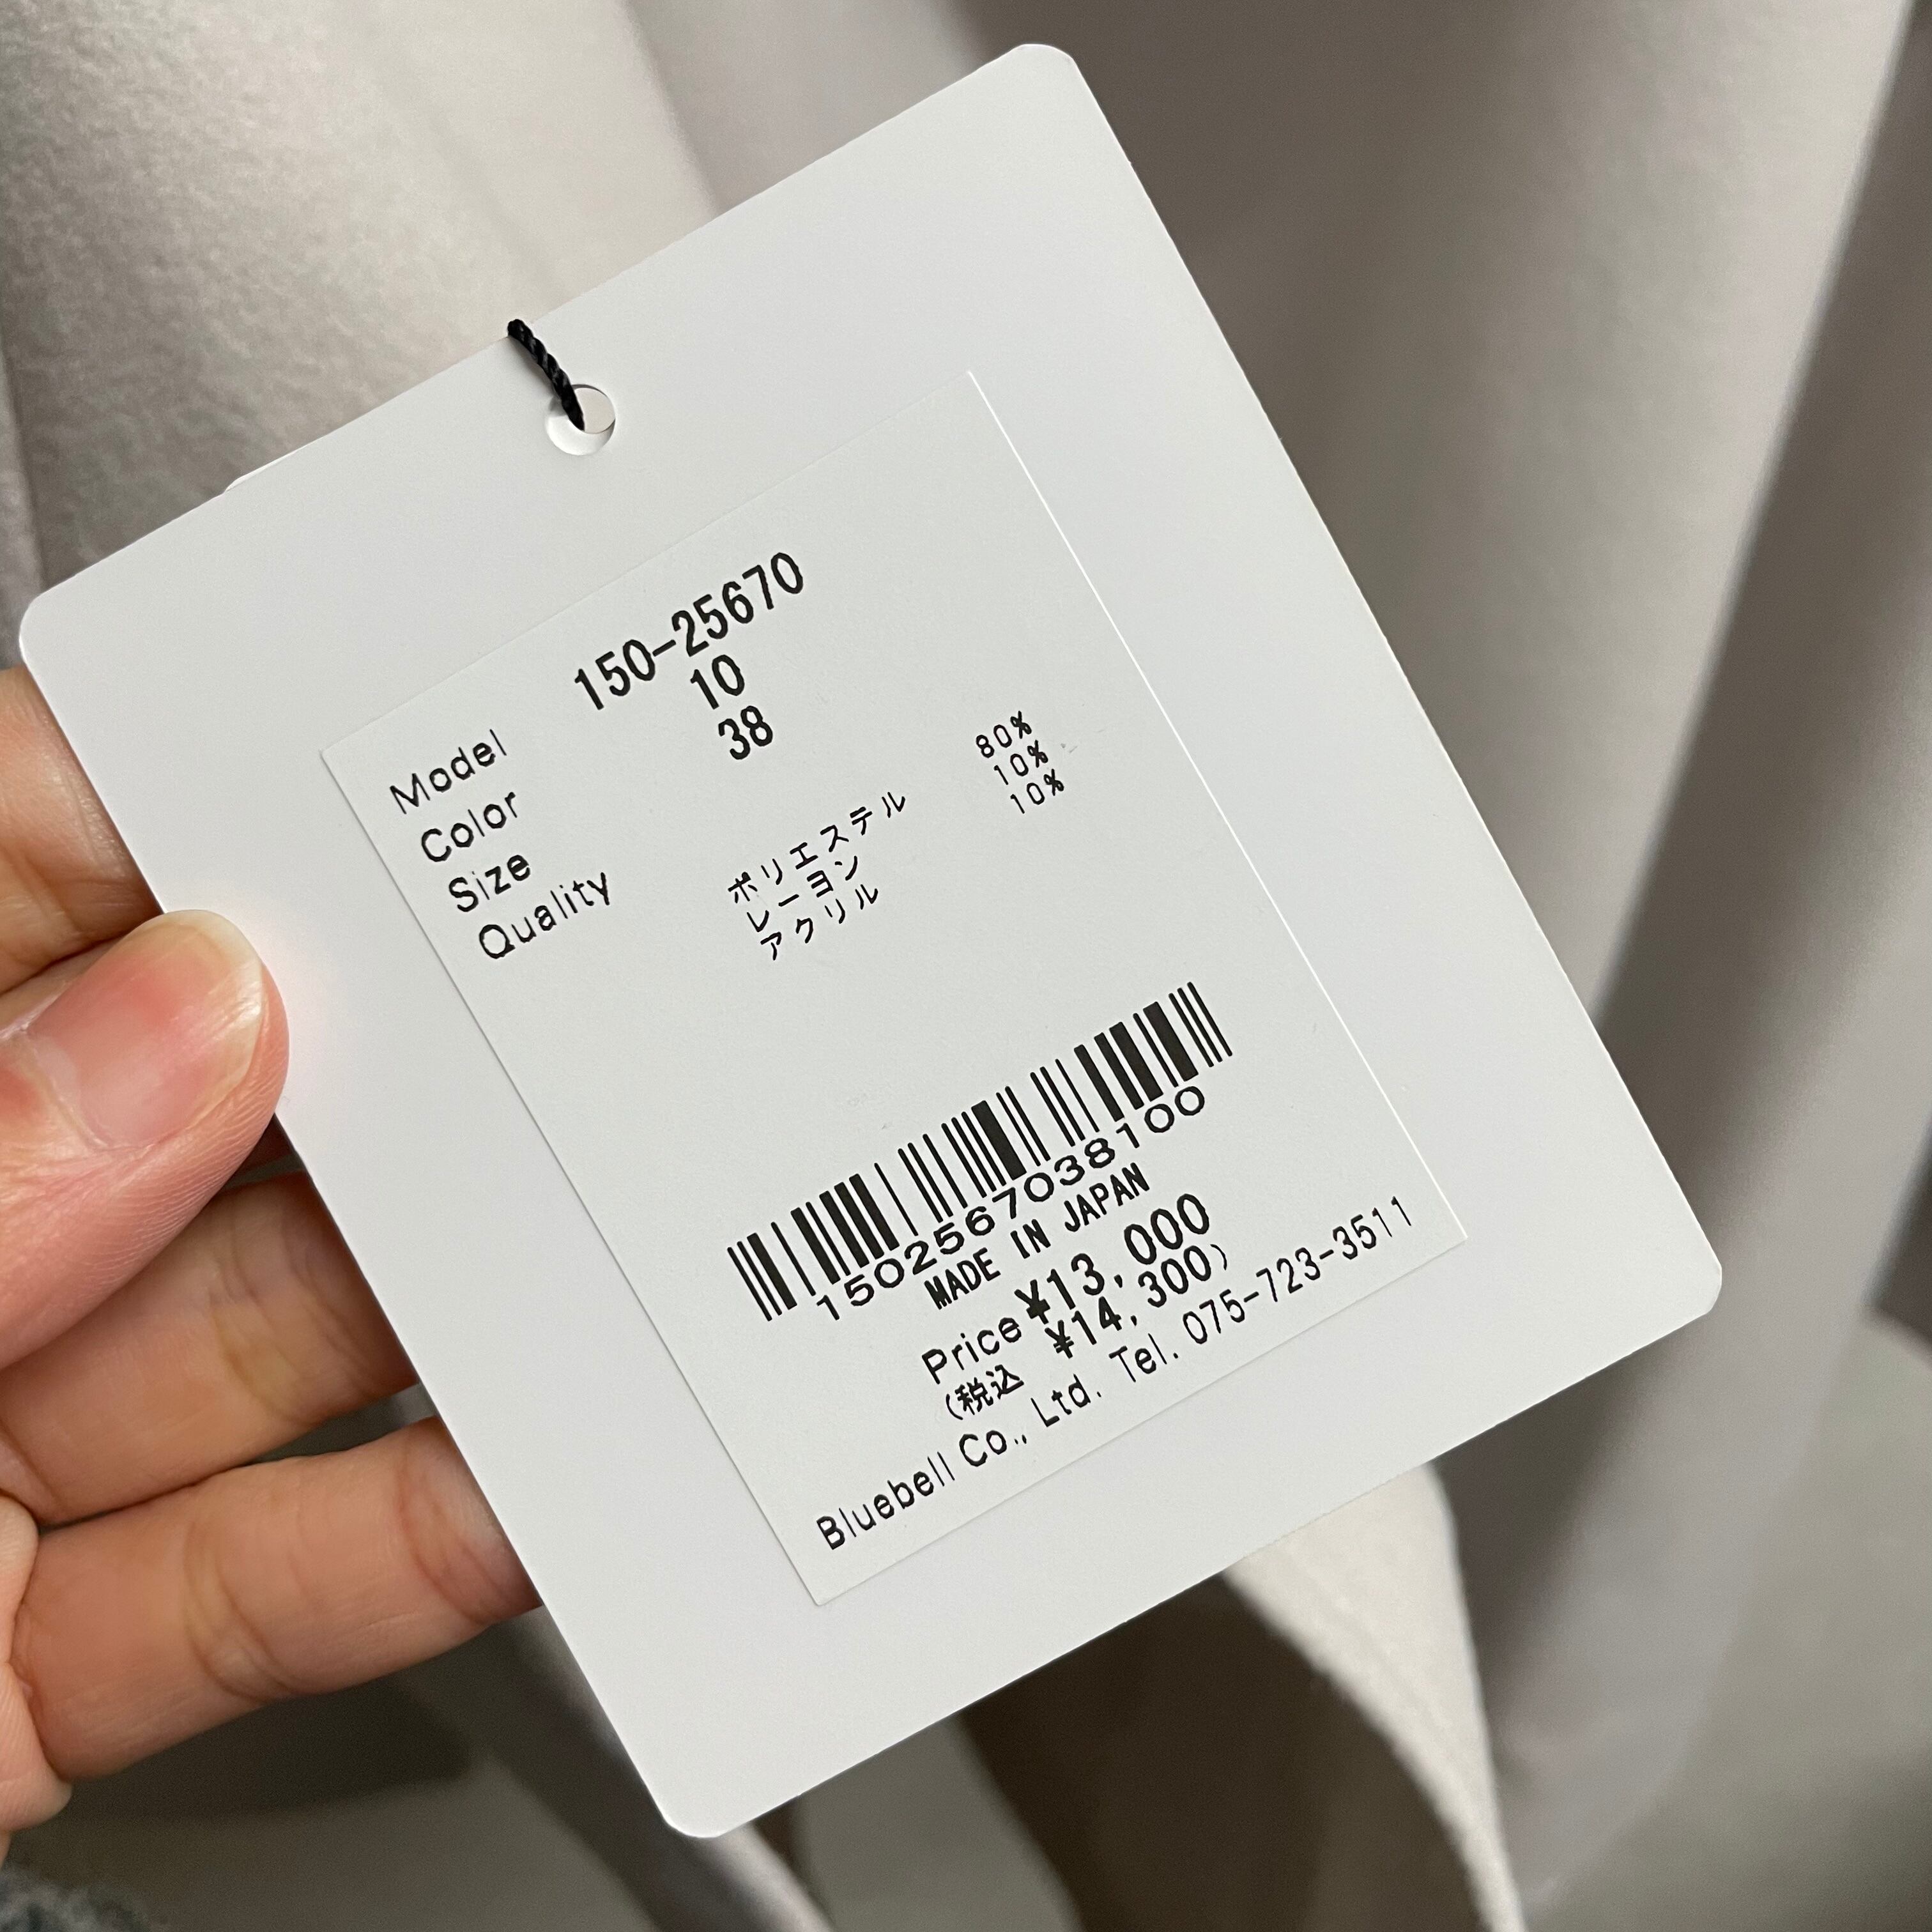 Model 150-25670
Color 10
Size 38
Quality
ポリエステル 80%
レーヨン 10%
アクリル 10%
1502567038100
MADE IN JAPAN
Price ¥13,000
(税込 ¥14,300)
Bluebell Co., Ltd. Tel. 075-723-3511